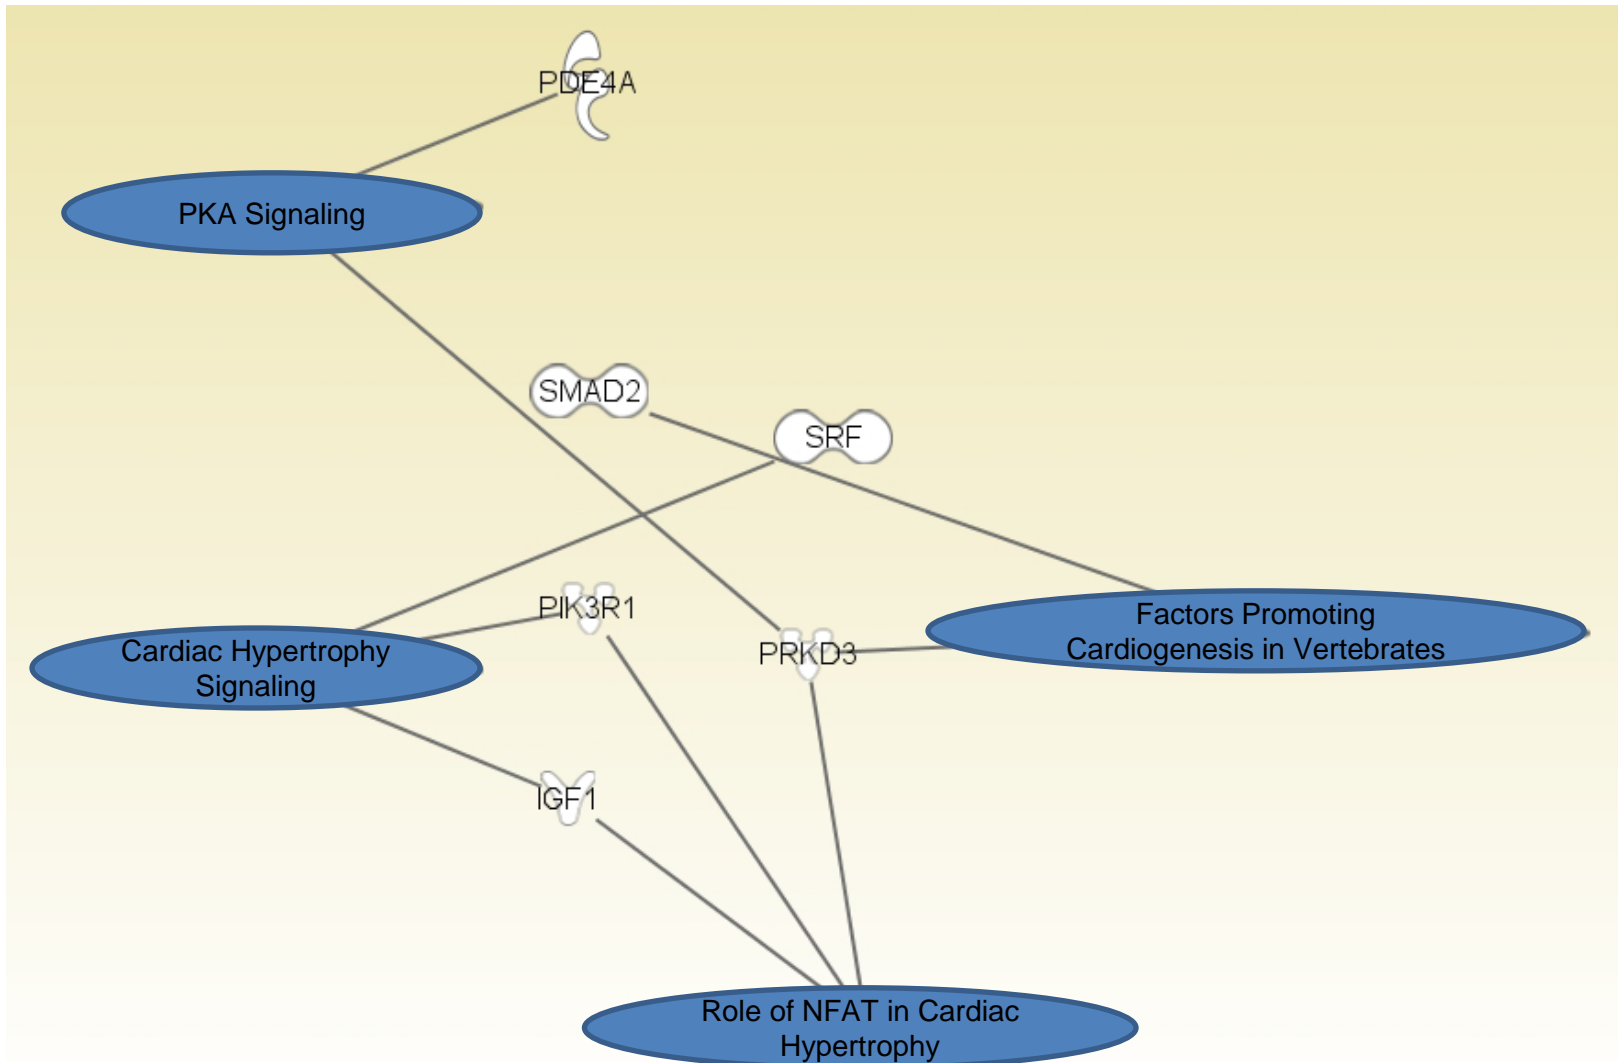 PDE4A
PKA Signaling
SMAD2
SRF
PIK3R1
PRKD3
Factors Promoting
Cardiogenesis in Vertebrates
Cardiac Hypertrophy
Signaling
IGF1
Role of NFAT in Cardiac
Hypertrophy